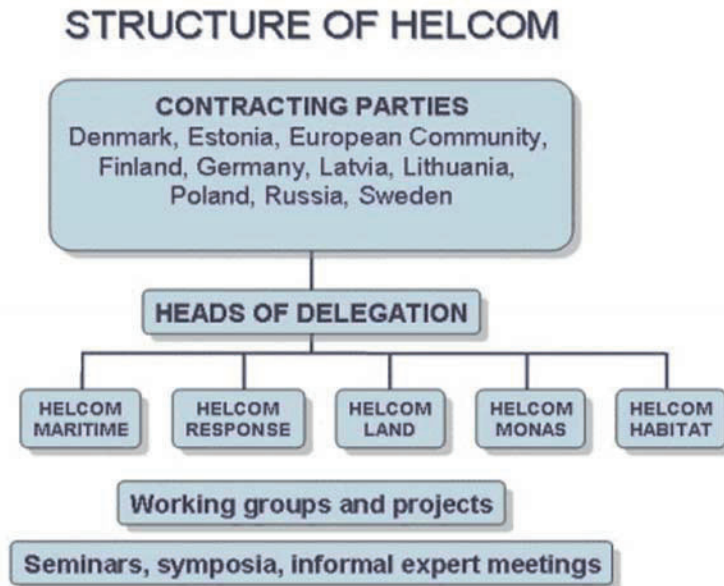 STRUCTURE OF HELCOM
CONTRACTING PARTIES
Denmark, Estonia, European Community,
Finland, Germany, Latvia, Lithuania,
Poland, Russia, Sweden
HEADS OF DELEGATION
HELCOM
MARITIME
HELCOM
RESPONSE
HELCOM
LAND
HELCOM
MONAS
HELCOM
HABITAT
Working groups and projects
Seminars, symposia, informal expert meetings